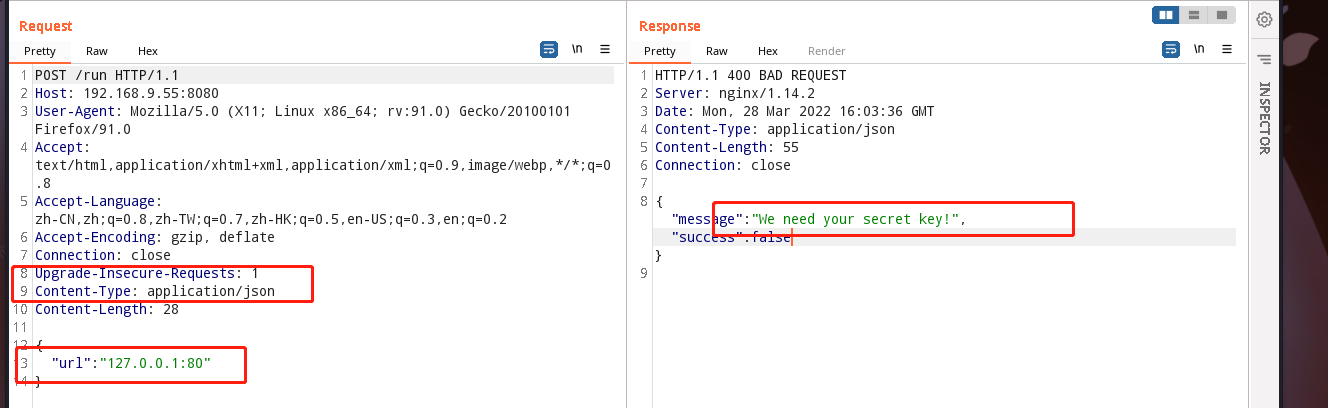 Request
Pretty Raw Hex \n
1 POST /run HTTP/1.1
2 Host: 192.168.9.55:8080
3 User-Agent: Mozilla/5.0 (X11; Linux x86_64; rv:91.0) Gecko/20100101
Firefox/91.0
4 Accept:
text/html,application/xhtml+xml,application/xml;q=0.9,image/webp,*/*;q=0
.8
5 Accept-Language:
zh-CN,zh;q=0.8,zh-TW;q=0.7,zh-HK;q=0.5,en-US;q=0.3,en;q=0.2
6 Accept-Encoding: gzip, deflate
7 Connection: close
8 Upgrade-Insecure-Requests: 1
9 Content-Type: application/json
10 Content-Length: 28
11
12 {
13 "url":"127.0.0.1:80"
14 }
Response
Pretty Raw Hex Render \n
1 HTTP/1.1 400 BAD REQUEST
2 Server: nginx/1.14.2
3 Date: Mon, 28 Mar 2022 16:03:36 GMT
4 Content-Type: application/json
5 Content-Length: 55
6 Connection: close
7
8 {
"message":"We need your secret key!",
"success":false
}
9
INSPECTOR